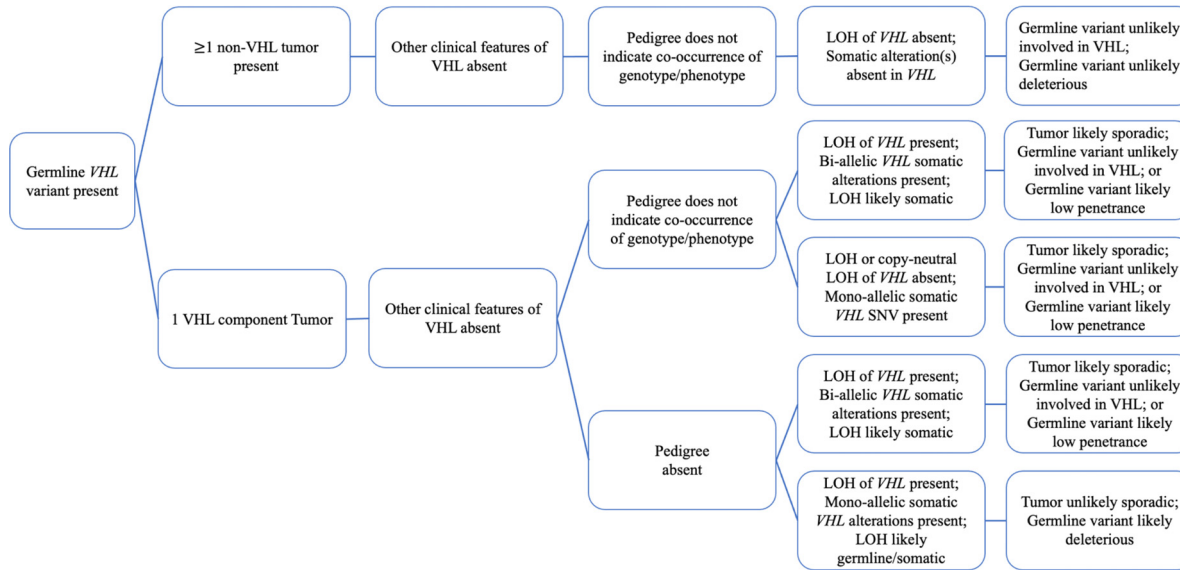 Germline VHL
variant present
≥1 non-VHL tumor
present
Other clinical features of
VHL absent
Pedigree does not
indicate co-occurrence of
genotype/phenotype
LOH of VHL absent;
Somatic alteration(s)
absent in VHL
Germline variant unlikely
involved in VHL;
Germline variant unlikely
deleterious
1 VHL component Tumor
Other clinical features of
VHL absent
Pedigree does not
indicate co-occurrence
of genotype/phenotype
LOH of VHL present;
Bi-allelic VHL somatic
alterations present;
LOH likely somatic
Tumor likely sporadic;
Germline variant unlikely
involved in VHL; or
Germline variant likely
low penetrance
LOH or copy-neutral
LOH of VHL absent;
Mono-allelic somatic
VHL SNV present
Tumor likely sporadic;
Germline variant unlikely
involved in VHL; or
Germline variant likely
low penetrance
Pedigree
absent
LOH of VHL present;
Bi-allelic VHL somatic
alterations present;
LOH likely somatic
Tumor likely sporadic;
Germline variant unlikely
involved in VHL; or
Germline variant likely
low penetrance
LOH of VHL present;
Mono-allelic somatic
VHL alterations present;
LOH likely
germline/somatic
Tumor unlikely sporadic;
Germline variant likely
deleterious